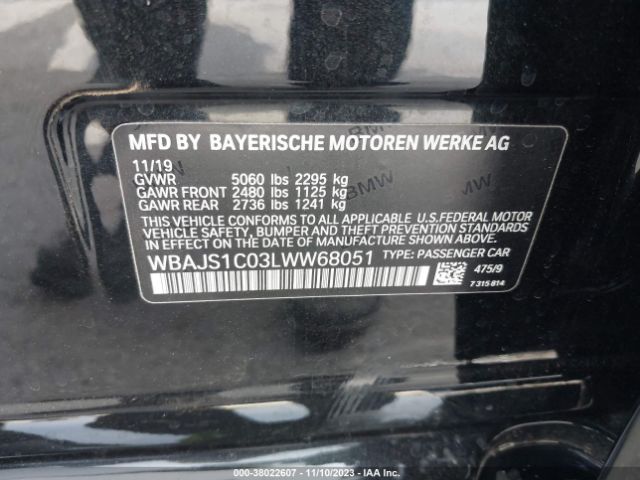 MFD BY BAYERISCHE MOTOREN WERKE AG
11/19
GVWR 5060 lbs 2295 kg
GAWR FRONT 2480 lbs 1125 kg
GAWR REAR 2736 lbs 1241 kg
THIS VEHICLE CONFORMS TO ALL APPLICABLE U.S.FEDERAL MOTOR
VEHICLE SAFETY, BUMPER AND THEFT PREVENTION STANDARDS
IN EFFECT ON THE DATE OF MANUFACTURE SHOWN ABOVE.
WBAJS1C03LWW68051 TYPE: PASSENGER CAR
475/9
7 315 814
BMW
BMW
000-38022607 - 11/10/2023 - IAA Inc.